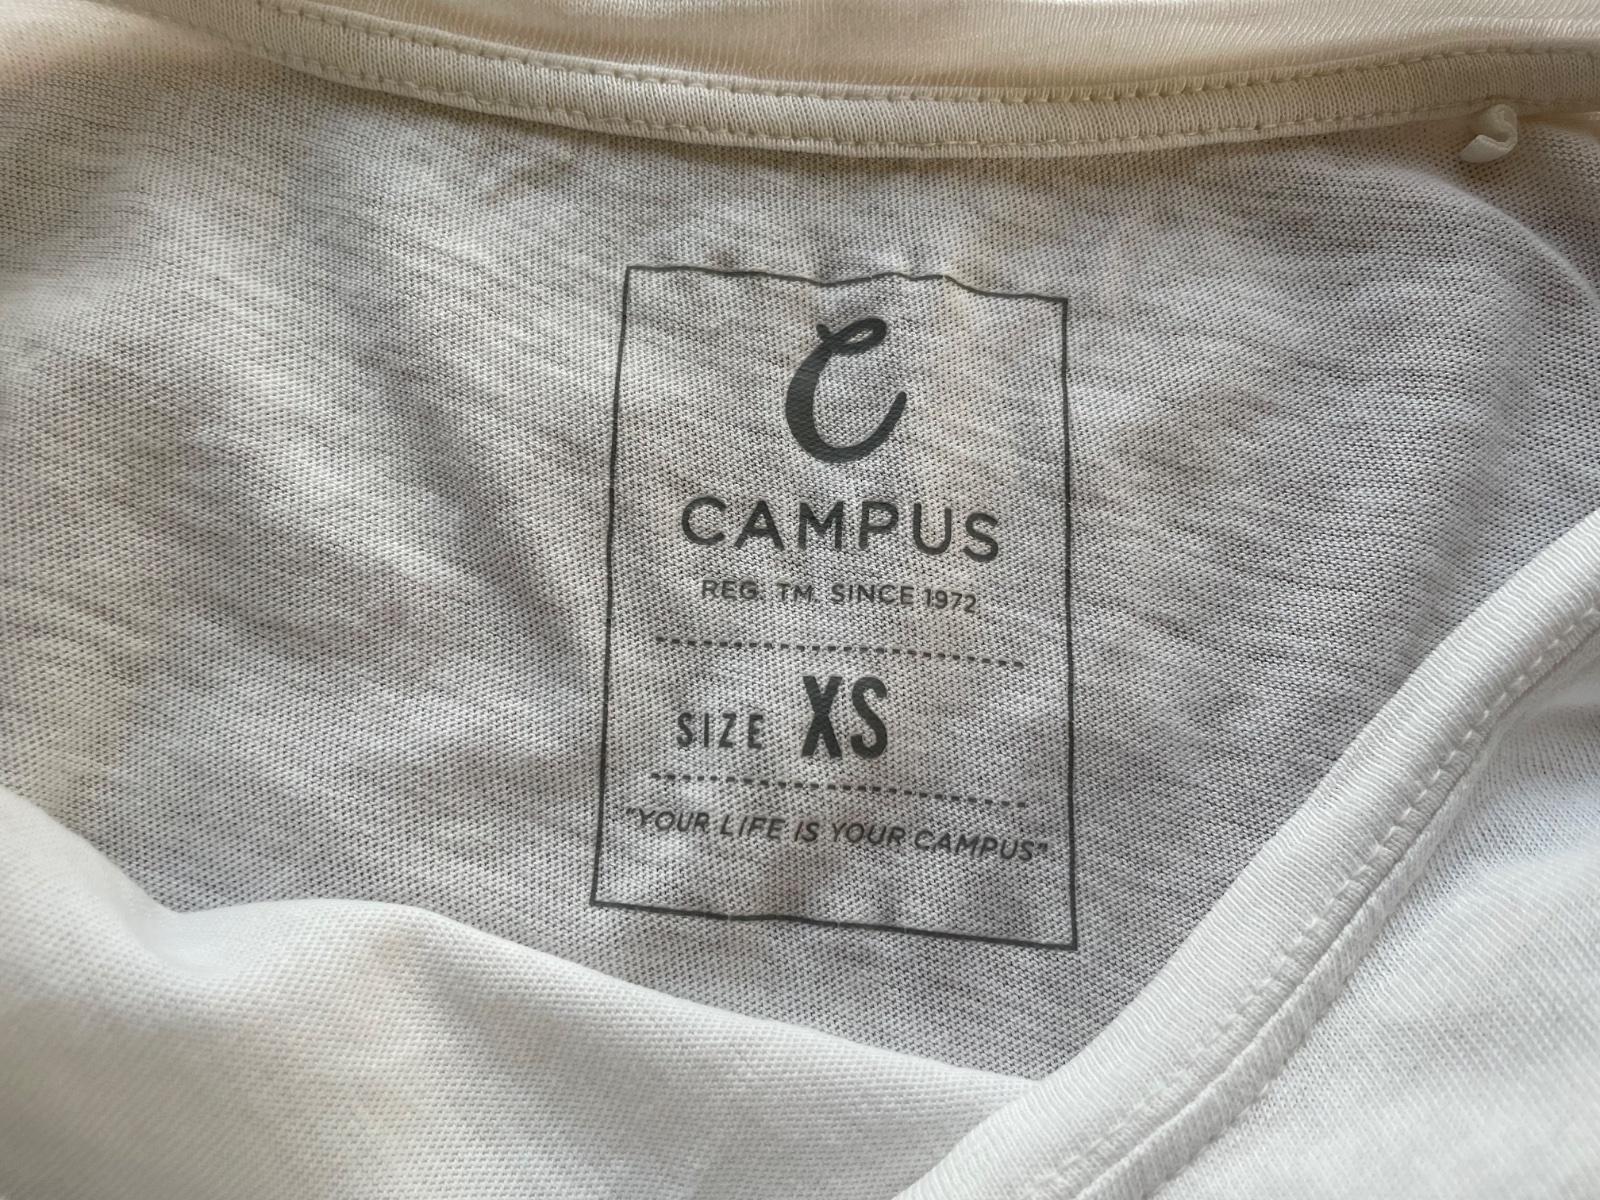 C
CAMPUS
REG. TM. SINCE 1972
SIZE XS
"YOUR LIFE IS YOUR CAMPUS"